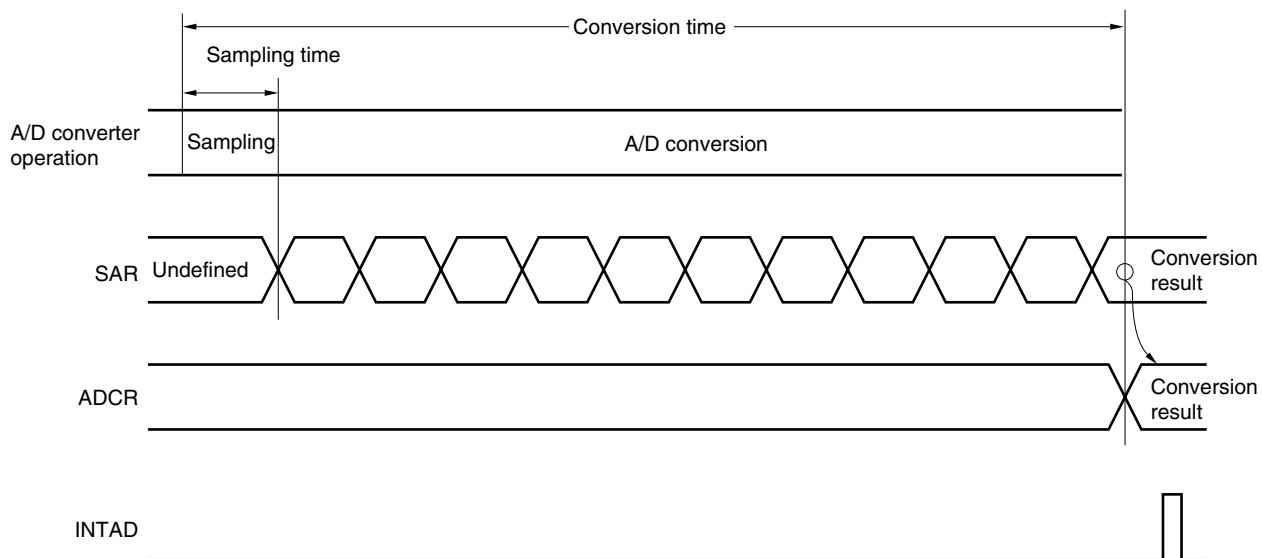 Conversion time
Sampling time
A/D converter
operation
Sampling
A/D conversion
SAR
Undefined
Conversion
result
ADCR
Conversion
result
INTAD